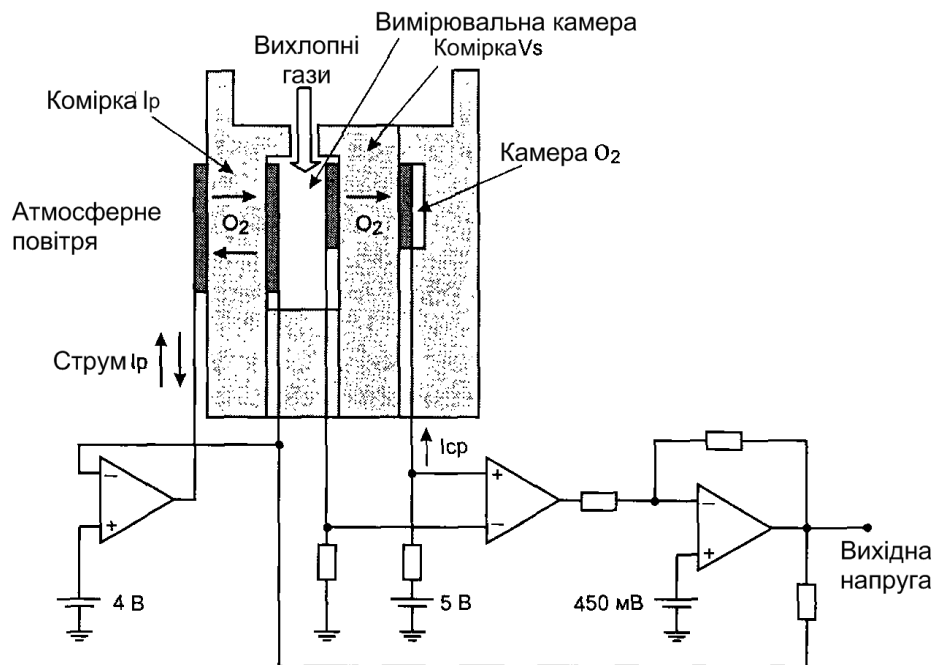 Вимірювальна камера
Вихлопні
гази
Комірка Vs
Комірка Ip
Камера O2
Атмосферне
повітря
O2
O2
Струм Ip
Icp
−
+
+
−
−
+
Вихідна
напруга
4 В
5 В
450 мВ